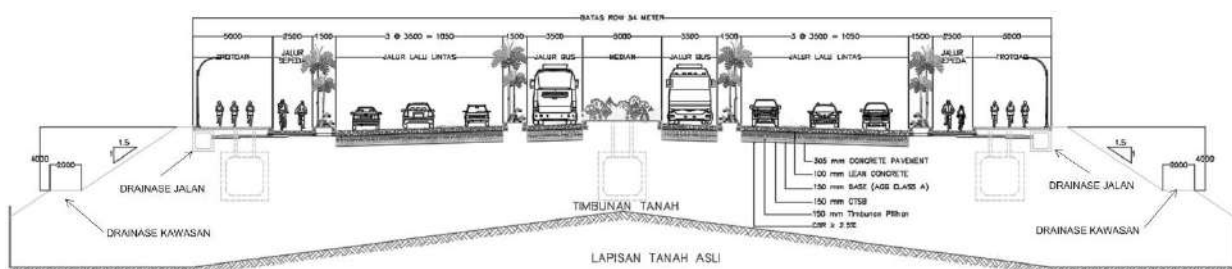 BATAS ROW 54 METER
5000 2500 1500 3 @ 3500 = 1050 1500 3500 8000 3500 1500 3 @ 3500 = 1050 1500 2500 5000
TROTOAR JALUR SEPEDA JALUR LALU LINTAS JALUR BUS MEDIAN JALUR BUS JALUR LALU LINTAS JALUR SEPEDA TROTOAR
1.5
4000
2000
DRAINASE JALAN
DRAINASE KAWASAN
305 mm CONCRETE PAVEMENT
100 mm LEAN CONCRETE
150 mm BASE (AGG CLASS A)
150 mm CTSB
150 mm Timbunan Pilihan
TIMBUNAN TANAH
LAPISAN TANAH ASLI
1.5
2000
4000
DRAINASE JALAN
DRAINASE KAWASAN